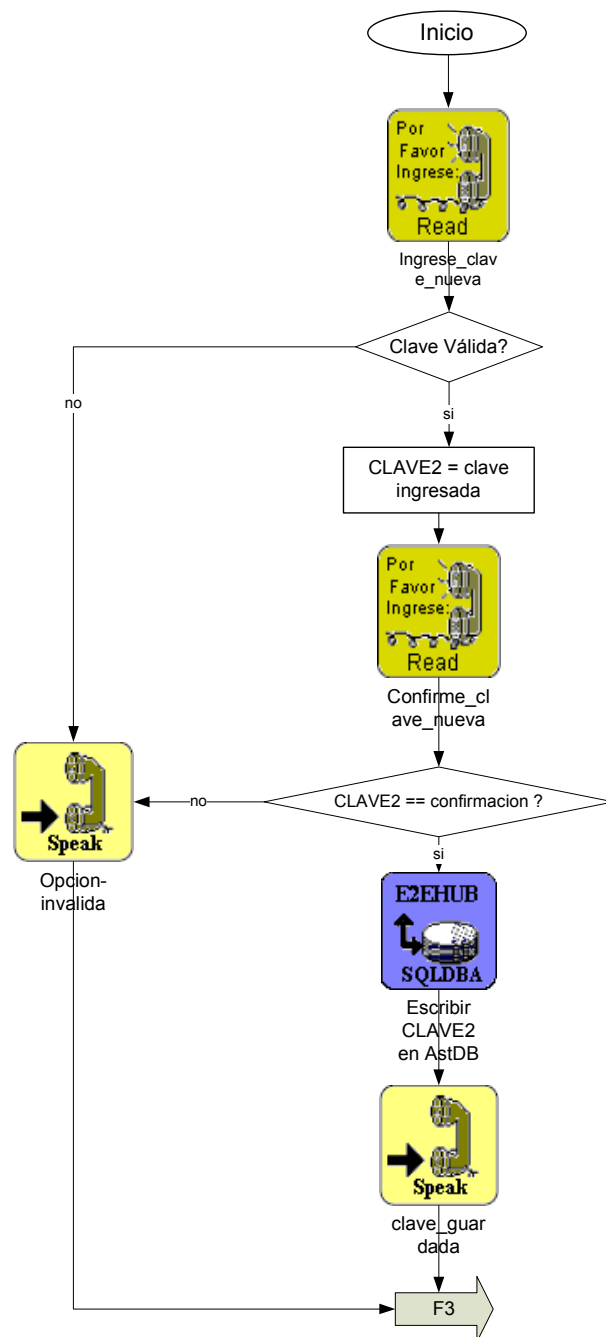 Inicio
Por
Favor
Ingrese:
Read
Ingrese_clav
e_nueva
Clave Válida?
no
si
CLAVE2 = clave
ingresada
Por
Favor
Ingrese:
Read
Confirme_cl
ave_nueva
CLAVE2 == confirmacion ?
no
si
Speak
Opcion-
invalida
E2EHUB
SQLDBA
Escribir
CLAVE2
en AstDB
Speak
clave_guar
dada
F3